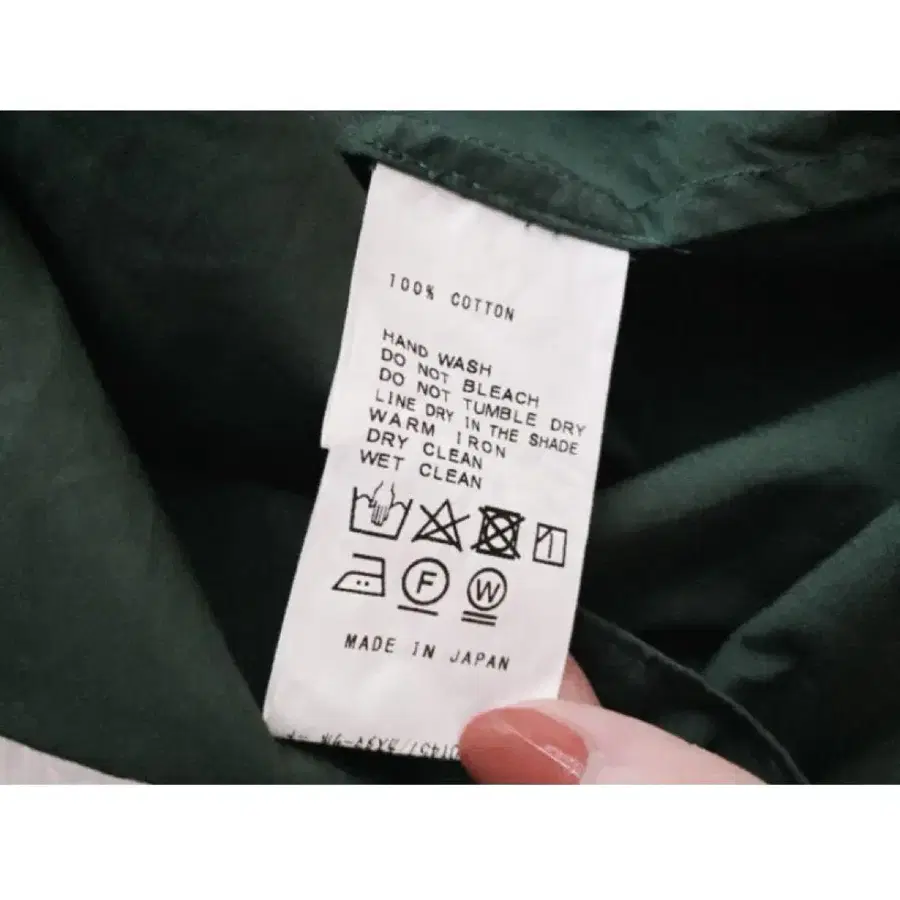 100% COTTON
HAND WASH
DO NOT BLEACH
DO NOT TUMBLE DRY
LINE DRY IN THE SHADE
WARM IRON
DRY CLEAN
WET CLEAN
F W
MADE IN JAPAN